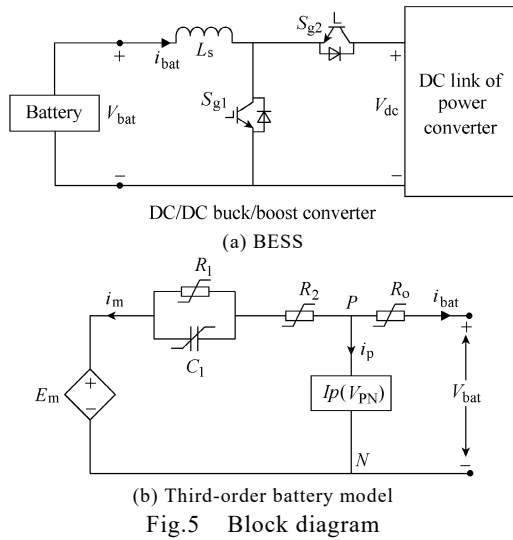 S_g2
+
i_bat
L_s
+
Battery
V_bat
S_g1
V_dc
DC link of
power
converter
−
−
DC/DC buck/boost converter
(a) BESS
i_m
R_1
C_1
R_2
P
R_o
i_bat
+
i_p
E_m
+
−
Ip(V_PN)
V_bat
N
−
(b) Third-order battery model
Fig.5 Block diagram